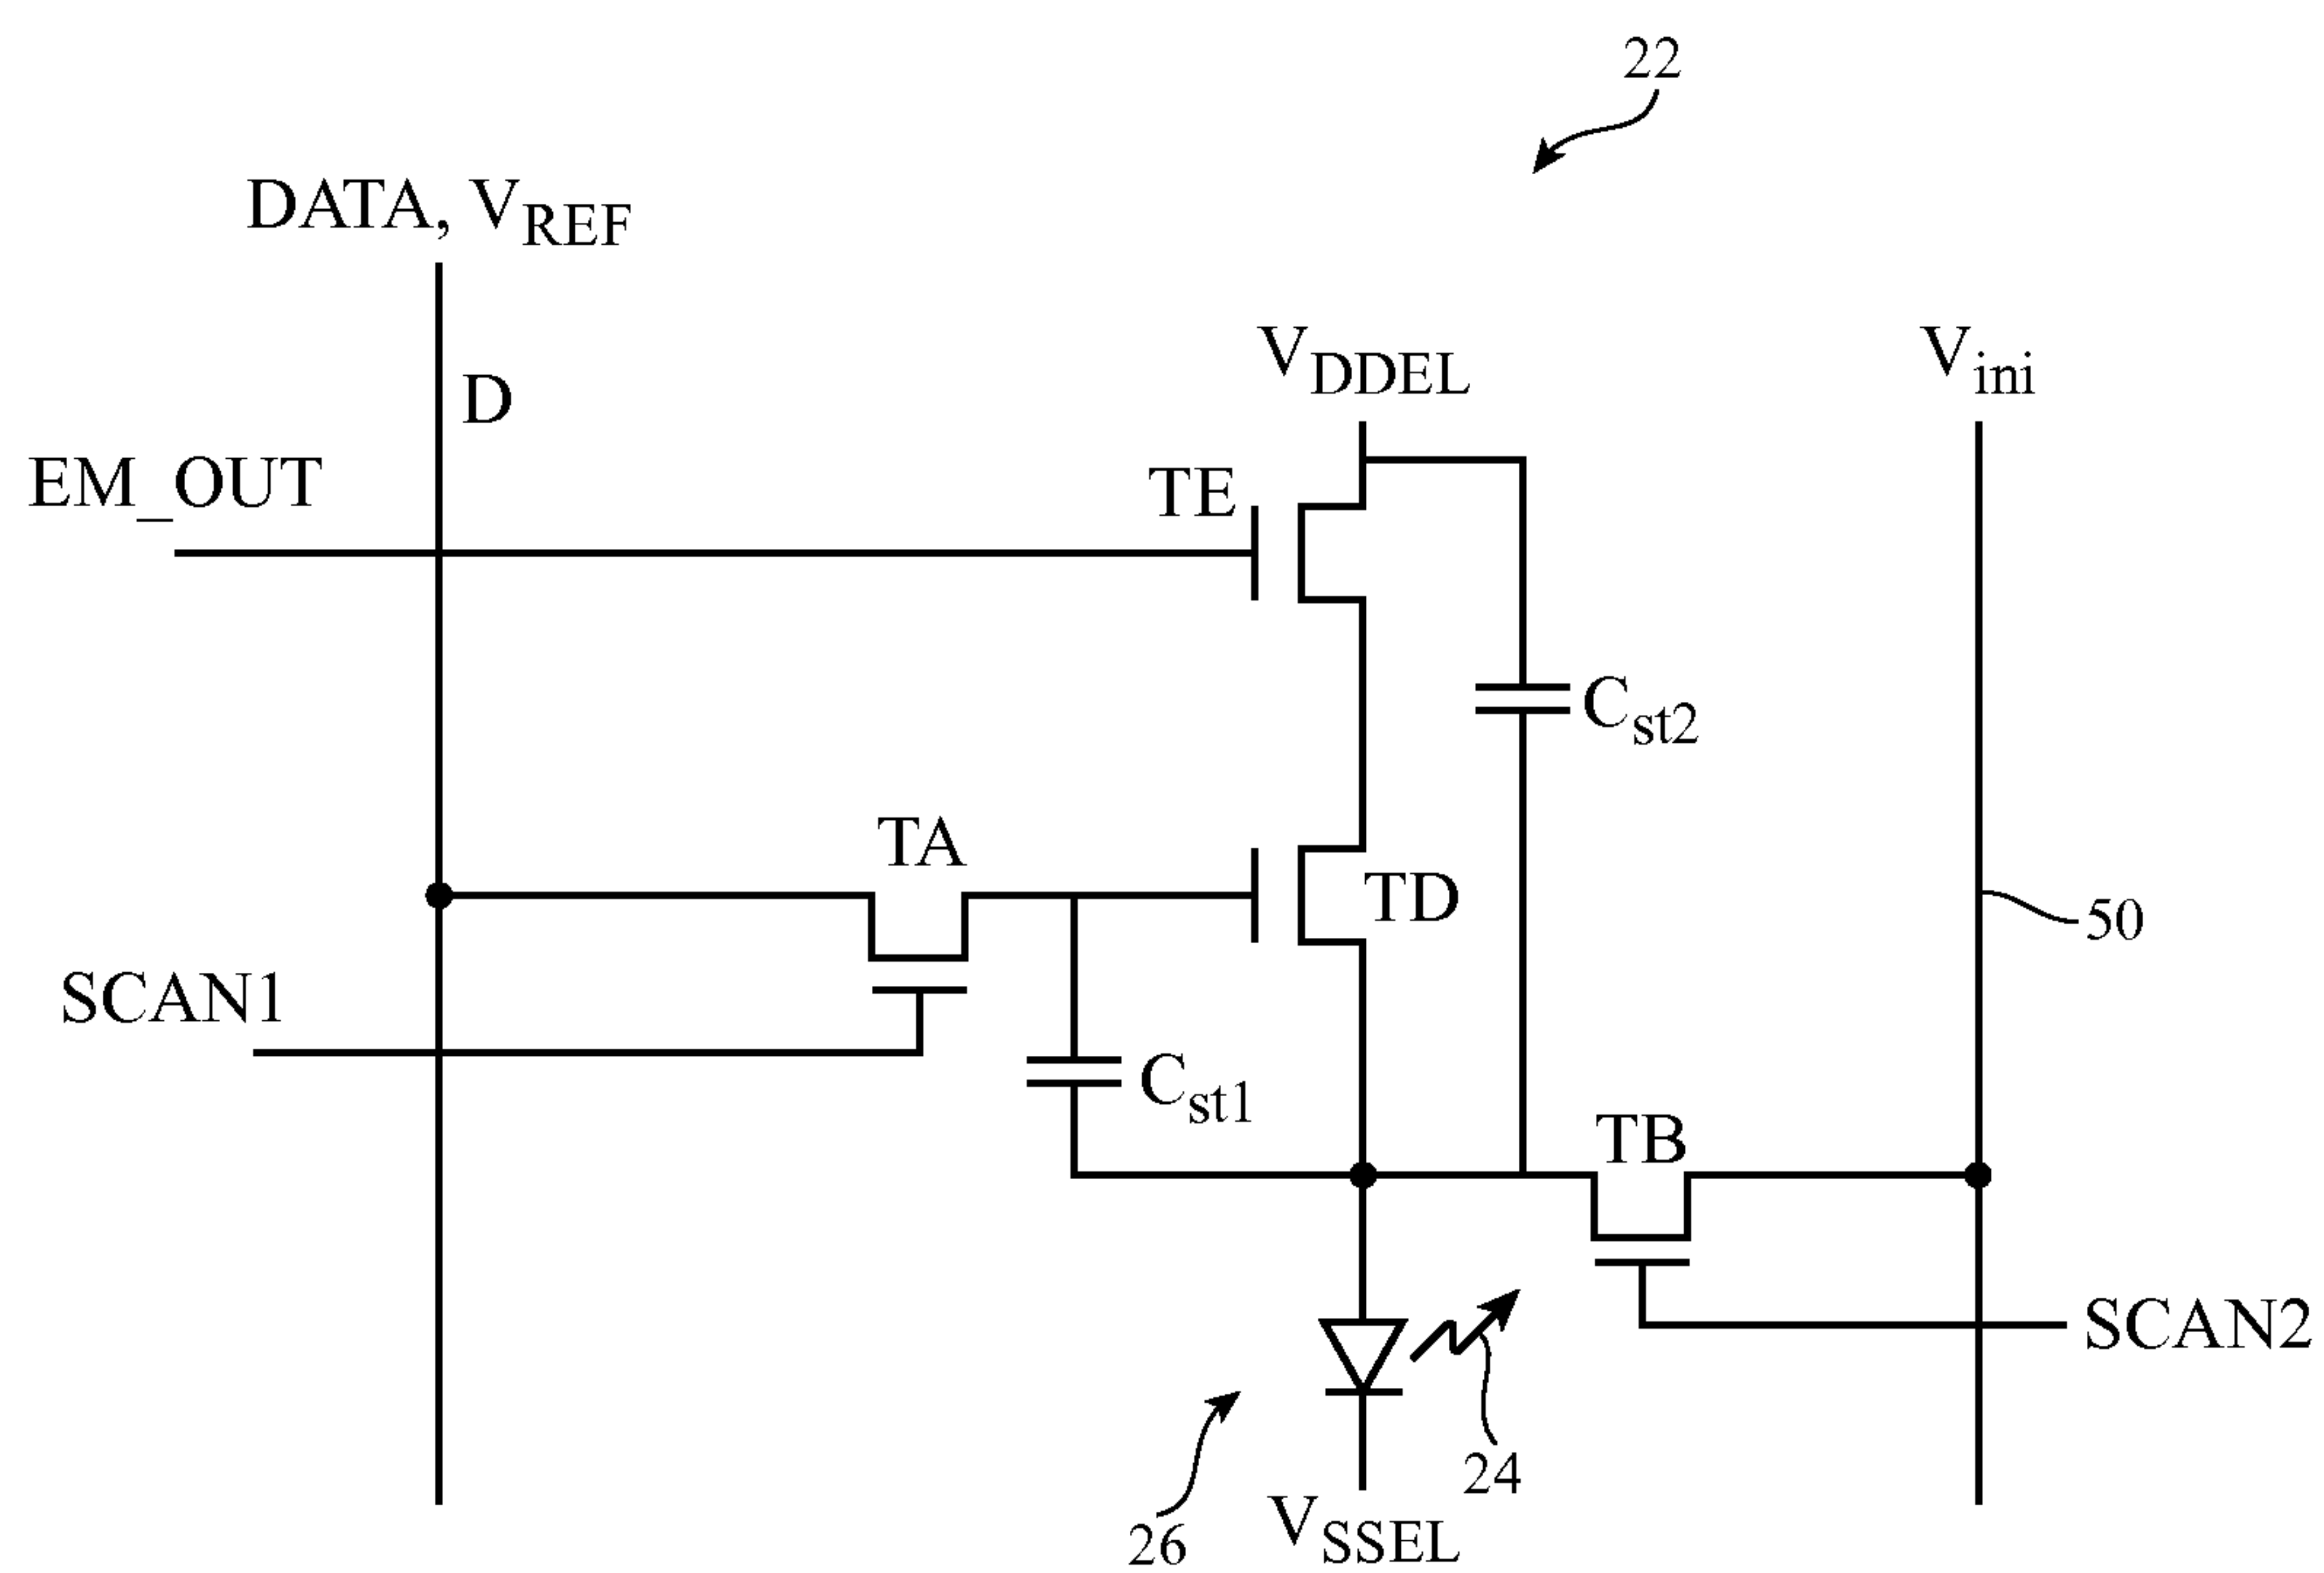 22
DATA, VREF
D
VDDEL
Vini
EM_OUT
TE
Cst2
TA
TD
50
SCAN1
Cst1
TB
SCAN2
24
26
VSSEL